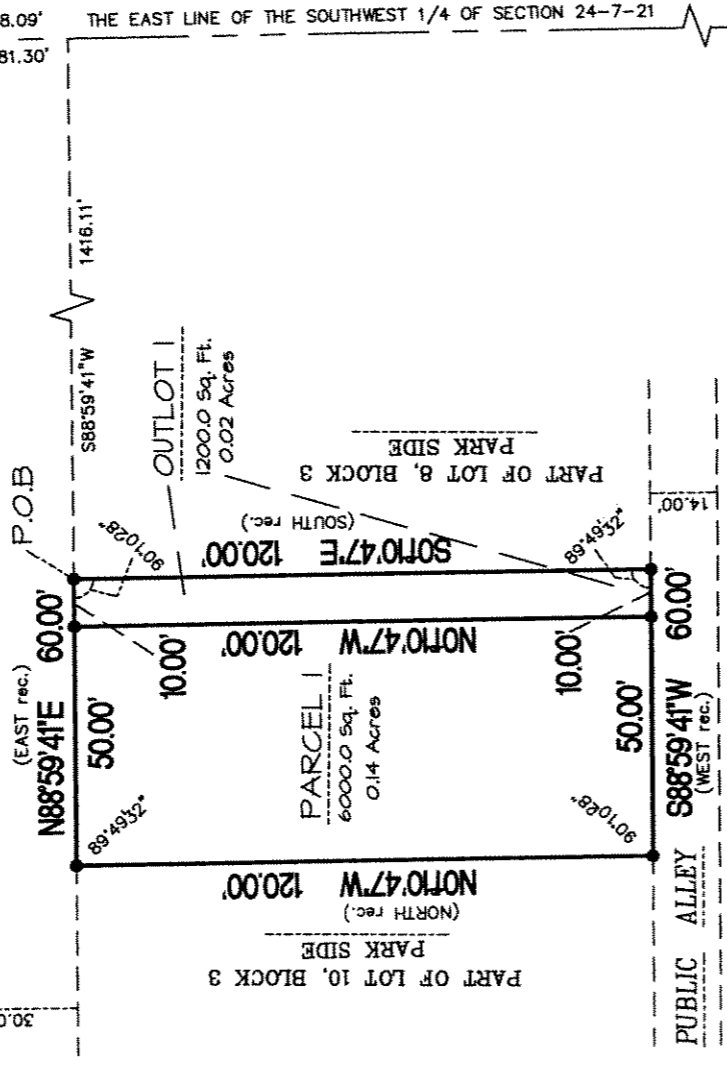 8.09'
THE EAST LINE OF THE SOUTHWEST 1/4 OF SECTION 24-7-21
81.30'
S88°59'41"W 1416.11'
P.O.B
OUTLOT 1
1200.0 Sq. Ft.
0.02 Acres
PART OF LOT 8, BLOCK 3
PARK SIDE
14.00'
(EAST rec.)
N88°59'41"E 60.00'
50.00'
10.00'
90°10'28"
89°49'32"
S01°10'47"E 120.00'
(SOUTH rec.)
N01°10'47"W 120.00'
PARCEL 1
6000.0 Sq. Ft.
0.14 Acres
89°49'32"
90°10'28"
10.00'
50.00'
S88°59'41"W 60.00'
(WEST rec.)
N01°10'47"W 120.00'
(NORTH rec.)
PART OF LOT 10, BLOCK 3
PARK SIDE
PUBLIC ALLEY
30.0